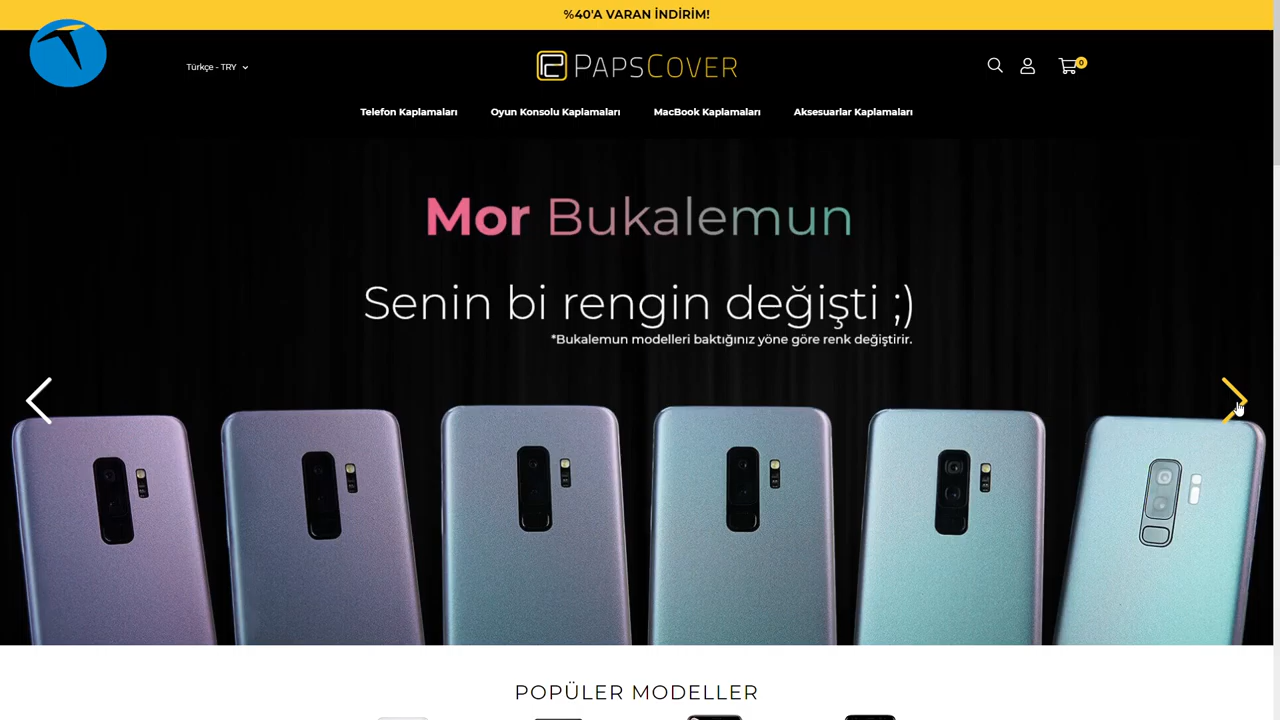 %40'A VARAN İNDİRİM!
Türkçe - TRY
PAPSCOVER
0
Telefon Kaplamaları
Oyun Konsolu Kaplamaları
MacBook Kaplamaları
Aksesuarlar Kaplamaları
Mor Bukalemun
Senin bi rengin değişti ;)
*Bukalemun modelleri baktığınız yöne göre renk değiştirir.
POPÜLER MODELLER